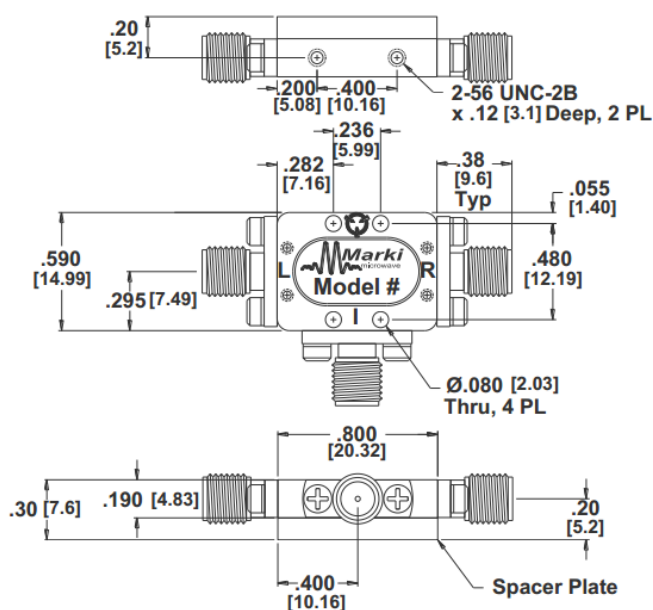 .20
[5.2]
.200
[5.08]
.400
[10.16]
2-56 UNC-2B
x .12 [3.1] Deep, 2 PL
.236
[5.99]
.282
[7.16]
.38
[9.6]
Typ
.055
[1.40]
.590
[14.99]
.295 [7.49]
L
Marki
microwave
Model #
R
I
.480
[12.19]
Ø.080 [2.03]
Thru, 4 PL
.800
[20.32]
.30 [7.6]
.190 [4.83]
.20
[5.2]
.400
[10.16]
Spacer Plate